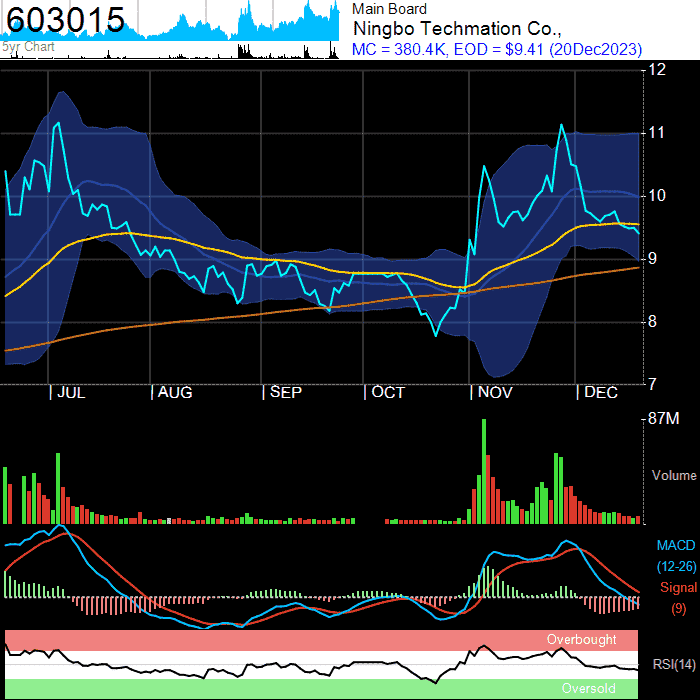 603015
5yr Chart
Main Board
Ningbo Techmation Co.,
MC = 380.4K, EOD = $9.41 (20Dec2023)
12
11
10
9
8
7
JUL AUG SEP OCT NOV DEC
87M
Volume
MACD
(12-26)
Signal
(9)
Overbought
RSI(14)
Oversold